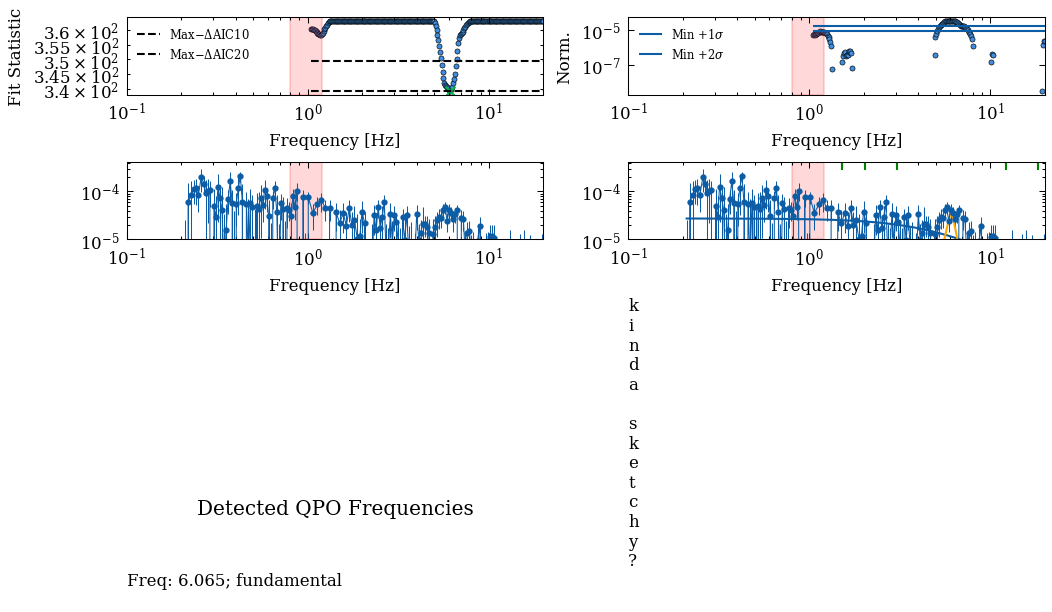 Fit Statistic
3.6 × 10²
3.55 × 10²
3.5 × 10²
3.45 × 10²
3.4 × 10²
Max−ΔAIC10
Max−ΔAIC20
10⁻¹ 10⁰ 10¹
Frequency [Hz]
Norm.
10⁻⁵
10⁻⁷
Min +1σ
Min +2σ
10⁻¹ 10⁰ 10¹
Frequency [Hz]
10⁻⁴
10⁻⁵
10⁻¹ 10⁰ 10¹
Frequency [Hz]
10⁻⁴
10⁻⁵
10⁻¹ 10⁰ 10¹
Frequency [Hz]
k
i
n
d
a
s
k
e
t
c
h
y
?
Detected QPO Frequencies
Freq: 6.065; fundamental